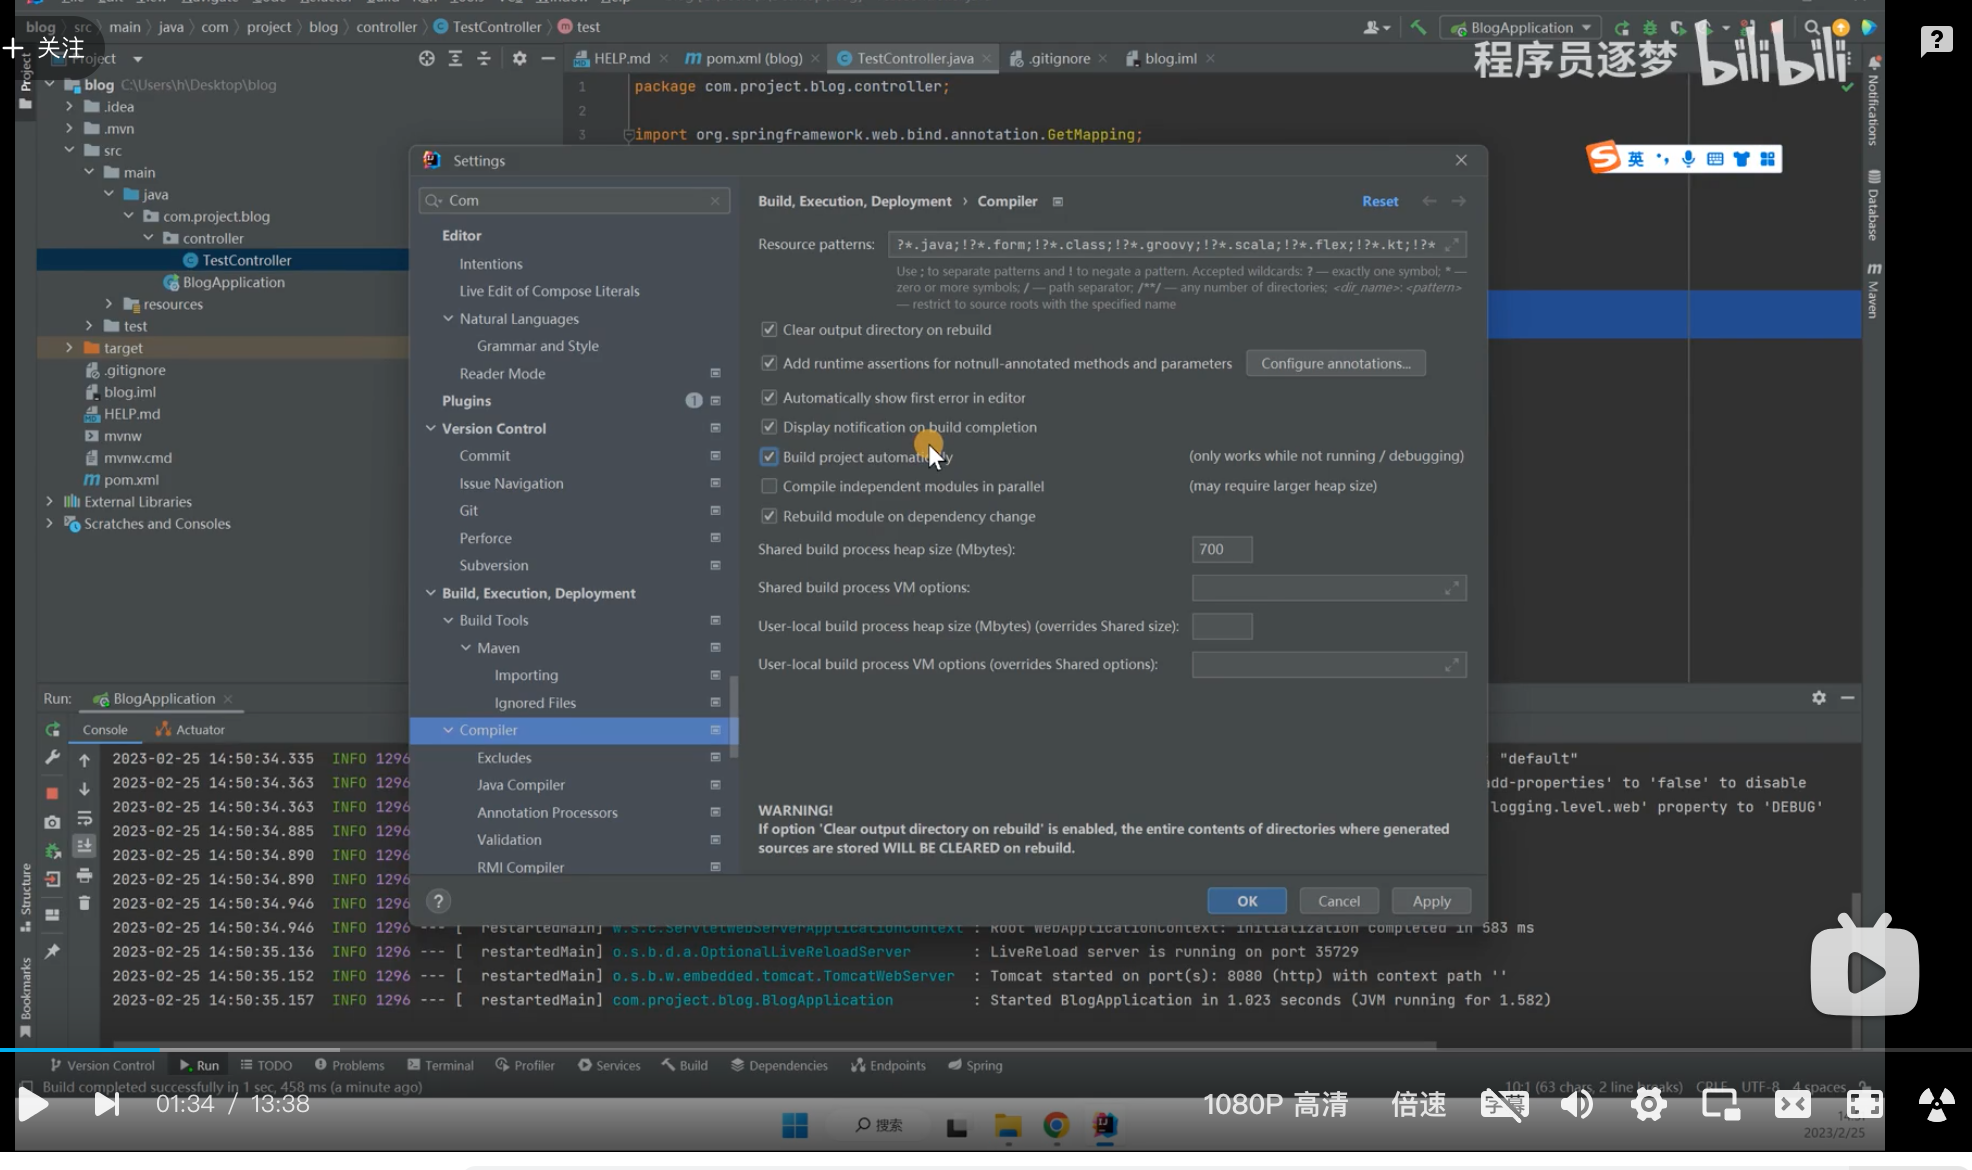 blog src main java com project blog controller TestController test
BlogApplication
关注
Project
HELP.md
pom.xml (blog)
TestController.java
.gitignore
blog.iml
程序员逐梦 bilibili
Project
Notifications
Database
Maven
blog C:\Users\h\Desktop\blog
.idea
.mvn
src
main
java
com.project.blog
controller
TestController
BlogApplication
resources
test
target
.gitignore
blog.iml
HELP.md
mvnw
mvnw.cmd
pom.xml
External Libraries
Scratches and Consoles
1 package com.project.blog.controller;
2
3 import org.springframework.web.bind.annotation.GetMapping;
英
Settings
Com
Editor
Intentions
Live Edit of Compose Literals
Natural Languages
Grammar and Style
Reader Mode
Plugins 1
Version Control
Commit
Issue Navigation
Git
Perforce
Subversion
Build, Execution, Deployment
Build Tools
Maven
Importing
Ignored Files
Compiler
Excludes
Java Compiler
Annotation Processors
Validation
RMI Compiler
Build, Execution, Deployment › Compiler Reset
Resource patterns: ?*.java;!?*.form;!?*.class;!?*.groovy;!?*.scala;!?*.flex;!?*.kt;!?*
Use ; to separate patterns and ! to negate a pattern. Accepted wildcards: ? — exactly one symbol; * —
zero or more symbols; / — path separator; /**/ — any number of directories; <dir_name>: <pattern>
— restrict to source roots with the specified name
Clear output directory on rebuild
Add runtime assertions for notnull-annotated methods and parameters Configure annotations...
Automatically show first error in editor
Display notification on build completion
Build project automatically (only works while not running / debugging)
Compile independent modules in parallel (may require larger heap size)
Rebuild module on dependency change
Shared build process heap size (Mbytes): 700
Shared build process VM options:
User-local build process heap size (Mbytes) (overrides Shared size):
User-local build process VM options (overrides Shared options):
WARNING!
If option 'Clear output directory on rebuild' is enabled, the entire contents of directories where generated
sources are stored WILL BE CLEARED on rebuild.
? OK Cancel Apply
Run: BlogApplication
Console Actuator
2023-02-25 14:50:34.335 INFO 1296 "default"
2023-02-25 14:50:34.363 INFO 1296 add-properties' to 'false' to disable
2023-02-25 14:50:34.363 INFO 1296 logging.level.web' property to 'DEBUG'
2023-02-25 14:50:34.885 INFO 1296
2023-02-25 14:50:34.890 INFO 1296
2023-02-25 14:50:34.890 INFO 1296
2023-02-25 14:50:34.946 INFO 1296
2023-02-25 14:50:34.946 INFO 1296 --- [ restartedMain] w.s.c.ServletWebServerApplicationContext : Root WebApplicationContext: initialization completed in 583 ms
2023-02-25 14:50:35.136 INFO 1296 --- [ restartedMain] o.s.b.d.a.OptionalLiveReloadServer : LiveReload server is running on port 35729
2023-02-25 14:50:35.152 INFO 1296 --- [ restartedMain] o.s.b.w.embedded.tomcat.TomcatWebServer : Tomcat started on port(s): 8080 (http) with context path ''
2023-02-25 14:50:35.157 INFO 1296 --- [ restartedMain] com.project.blog.BlogApplication : Started BlogApplication in 1.023 seconds (JVM running for 1.582)
Structure
Bookmarks
Version Control Run TODO Problems Terminal Profiler Services Build Dependencies Endpoints Spring
Build completed successfully in 1 sec, 458 ms (a minute ago) 10:1 (63 chars, 2 line breaks) CRLF UTF-8 4 spaces
01:34 / 13:38 1080P 高清 倍速 字幕
搜索
2023/2/25